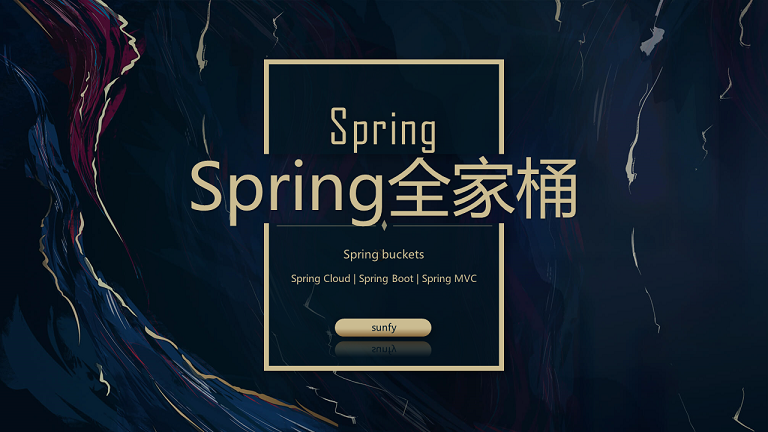 Spring
Spring全家桶
Spring buckets
Spring Cloud | Spring Boot | Spring MVC
sunfy